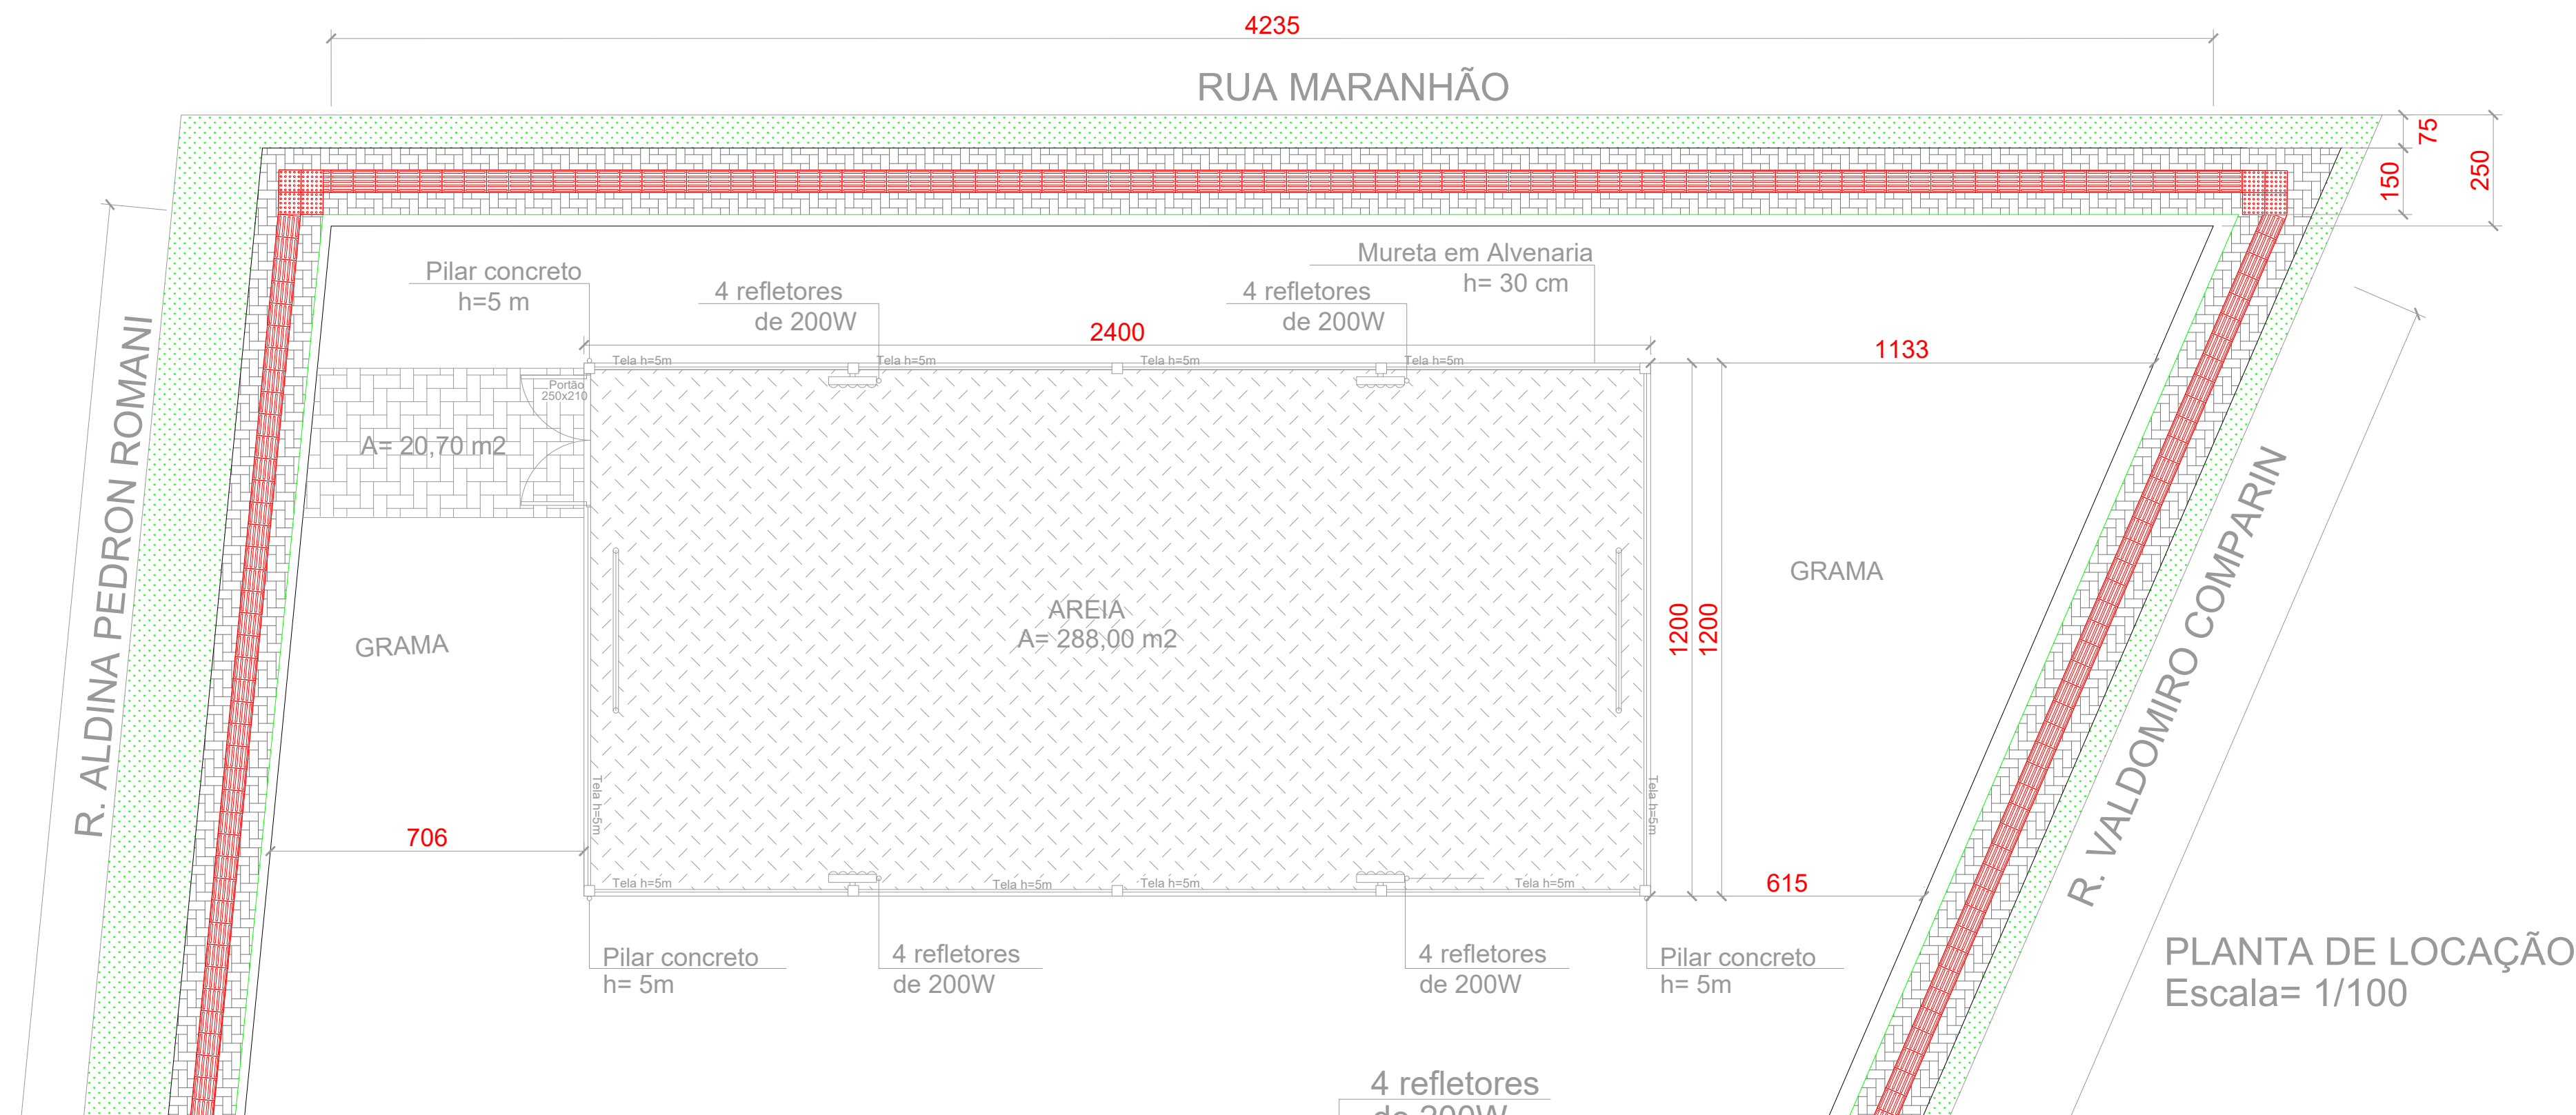 4235
RUA MARANHÃO
75
150
250
Mureta em Alvenaria
h= 30 cm
Pilar concreto
h=5 m
4 refletores
de 200W
4 refletores
de 200W
2400
1133
Tela h=5m
Tela h=5m
Tela h=5m
Tela h=5m
Portão
250x210
A= 20,70 m2
R. ALDINA PEDRON ROMANI
GRAMA
AREIA
A= 288,00 m2
1200
1200
GRAMA
R. VALDOMIRO COMPARIN
706
Tela h=5m
Tela h=5m
Tela h=5m
Tela h=5m
Tela h=5m
Tela h=5m
615
Pilar concreto
h= 5m
4 refletores
de 200W
4 refletores
de 200W
Pilar concreto
h= 5m
PLANTA DE LOCAÇÃO
Escala= 1/100
4 refletores
de 200W